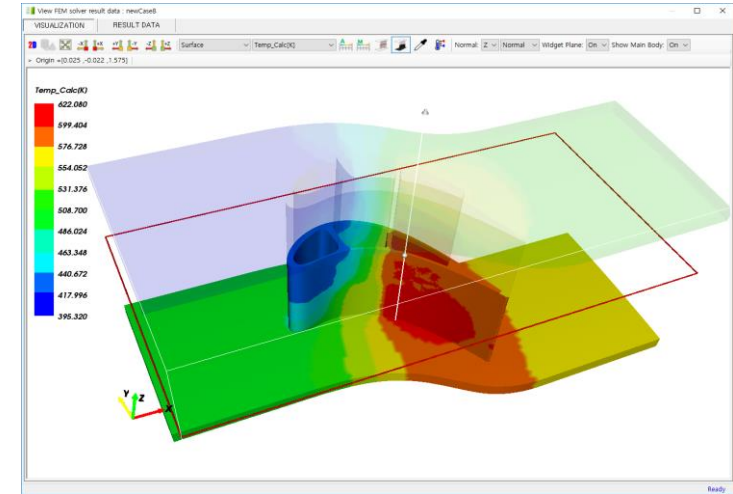 View FEM solver result data : newCase8
VISUALIZATION RESULT DATA
Surface Temp_Calc(K) Normal: Z Normal Widget Plane: On Show Main Body: On
Origin =(0.025 ,-0.022 ,1.575)
Temp_Calc(K)
622.080
599.404
576.728
554.052
531.376
508.700
486.024
463.348
440.672
417.996
395.320
Y Z X
Ready